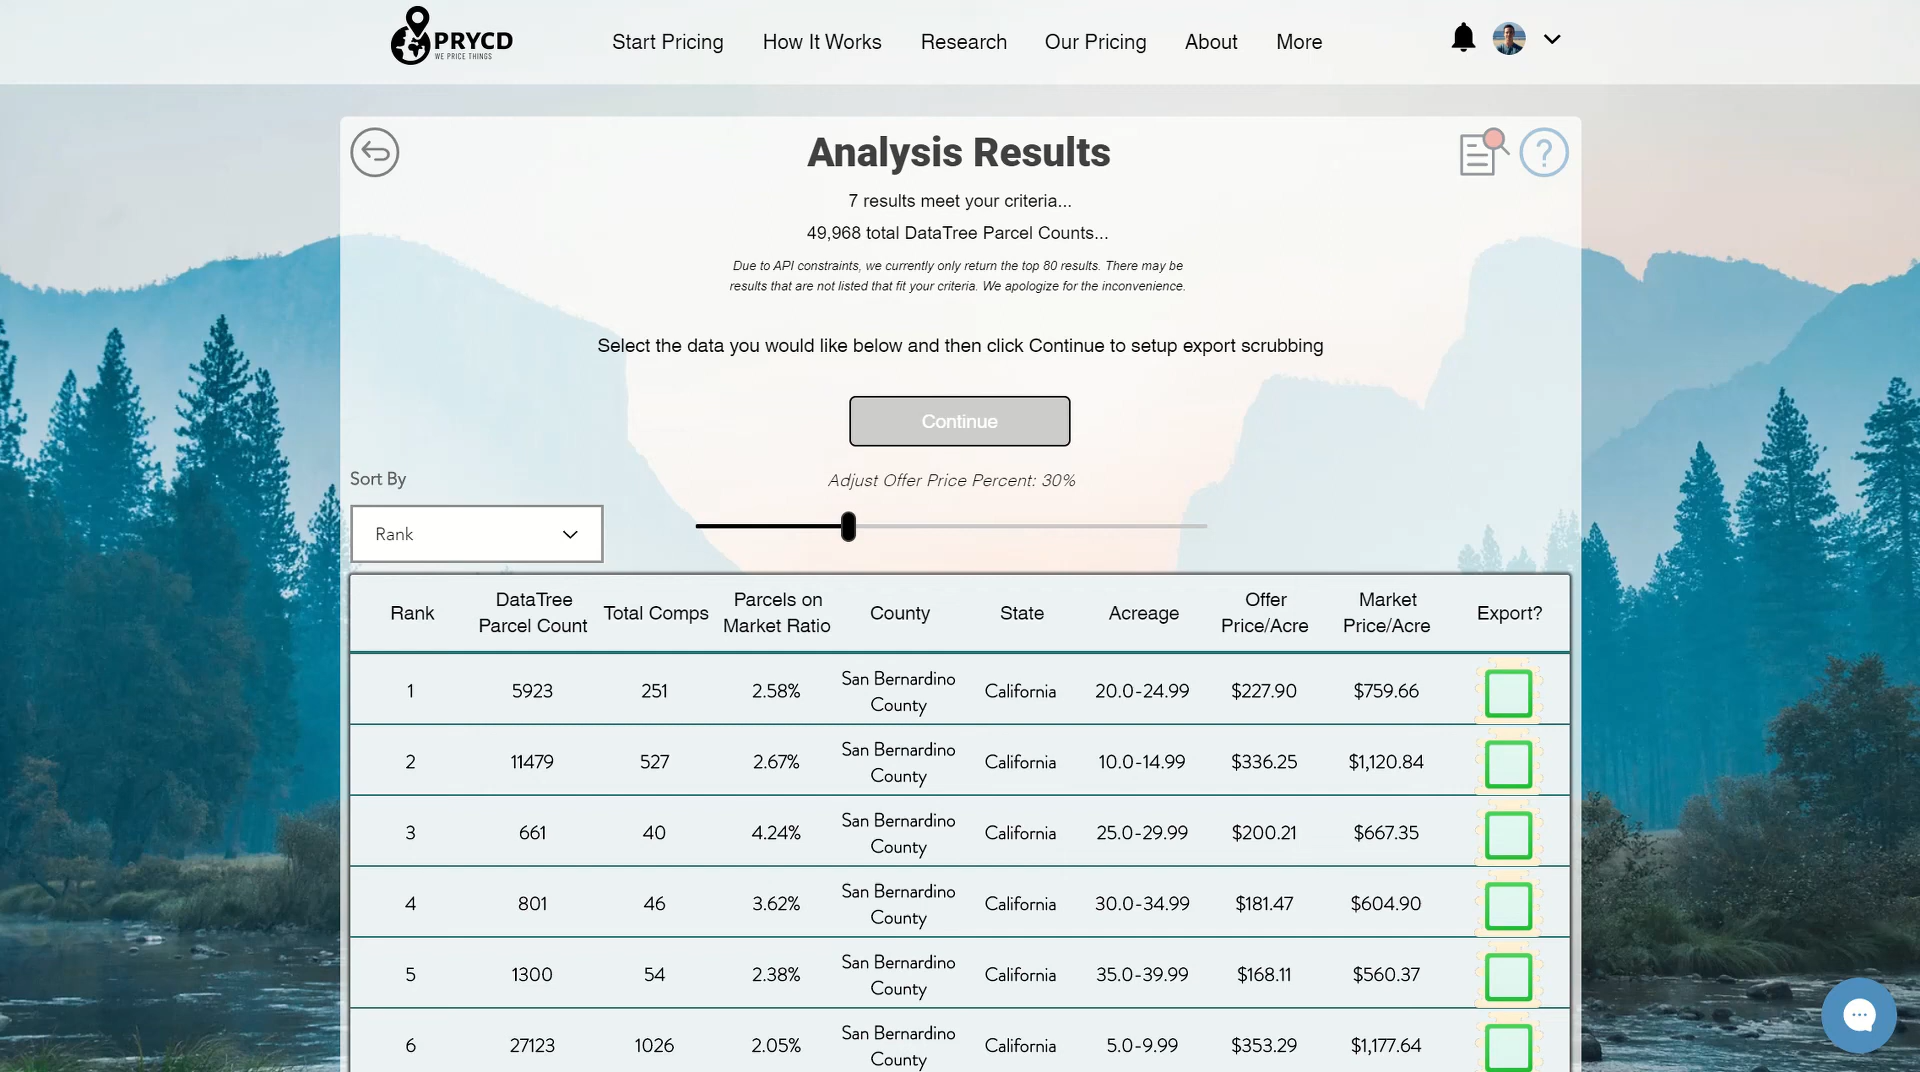 PRYCD
WE PRICE THINGS
Start Pricing How It Works Research Our Pricing About More
Analysis Results
7 results meet your criteria...
49,968 total DataTree Parcel Counts...
Due to API constraints, we currently only return the top 80 results. There may be
results that are not listed that fit your criteria. We apologize for the inconvenience.
Select the data you would like below and then click Continue to setup export scrubbing
Continue
Sort By
Adjust Offer Price Percent: 30%
Rank
Rank DataTree Parcel Count Total Comps Parcels on Market Ratio County State Acreage Offer Price/Acre Market Price/Acre Export?
1 5923 251 2.58% San Bernardino County California 20.0-24.99 $227.90 $759.66
2 11479 527 2.67% San Bernardino County California 10.0-14.99 $336.25 $1,120.84
3 661 40 4.24% San Bernardino County California 25.0-29.99 $200.21 $667.35
4 801 46 3.62% San Bernardino County California 30.0-34.99 $181.47 $604.90
5 1300 54 2.38% San Bernardino County California 35.0-39.99 $168.11 $560.37
6 27123 1026 2.05% San Bernardino County California 5.0-9.99 $353.29 $1,177.64